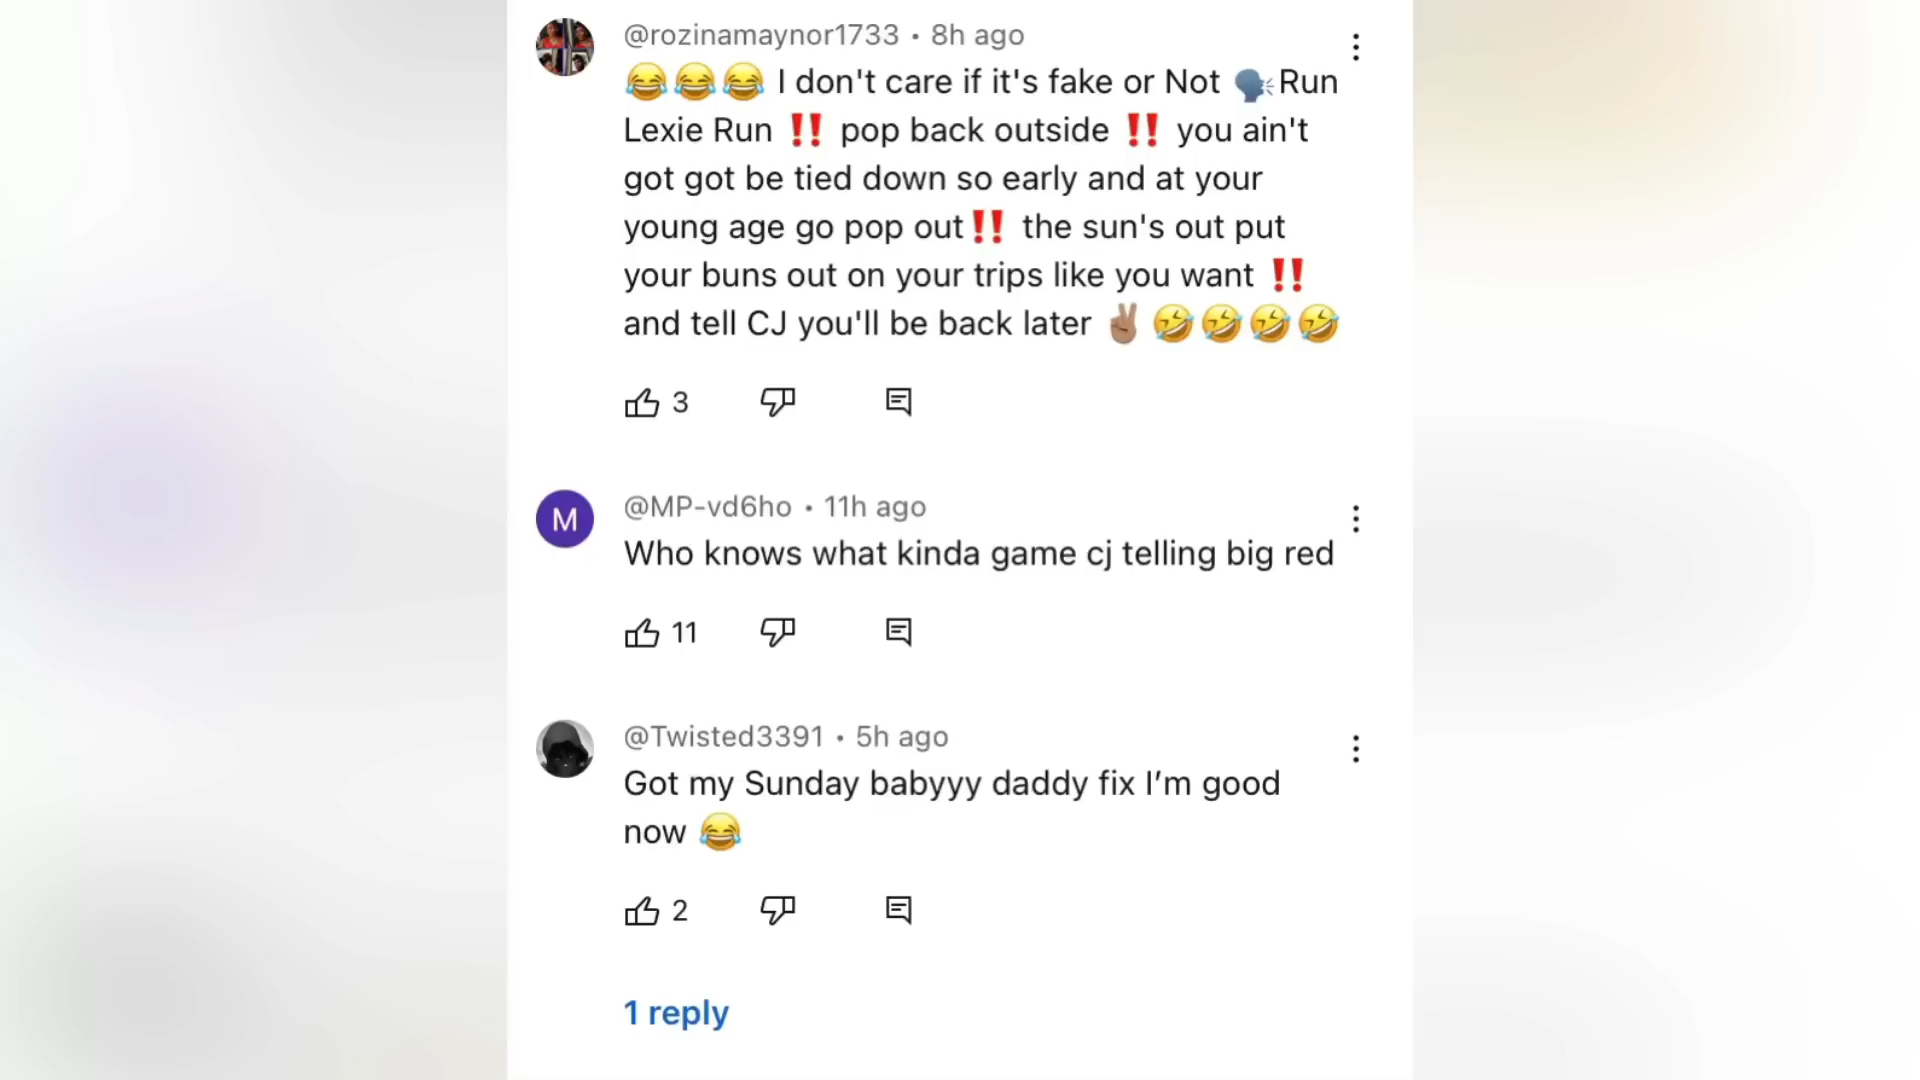 @rozinamaynor1733 • 8h ago
😂😂😂 I don't care if it's fake or Not 🗣️Run
Lexie Run ‼️ pop back outside ‼️ you ain't
got got be tied down so early and at your
young age go pop out‼️ the sun's out put
your buns out on your trips like you want ‼️
and tell CJ you'll be back later ✌🏽🤣🤣🤣🤣
3
M
@MP-vd6ho • 11h ago
Who knows what kinda game cj telling big red
11
@Twisted3391 • 5h ago
Got my Sunday babyyy daddy fix I’m good
now 😂
2
1 reply